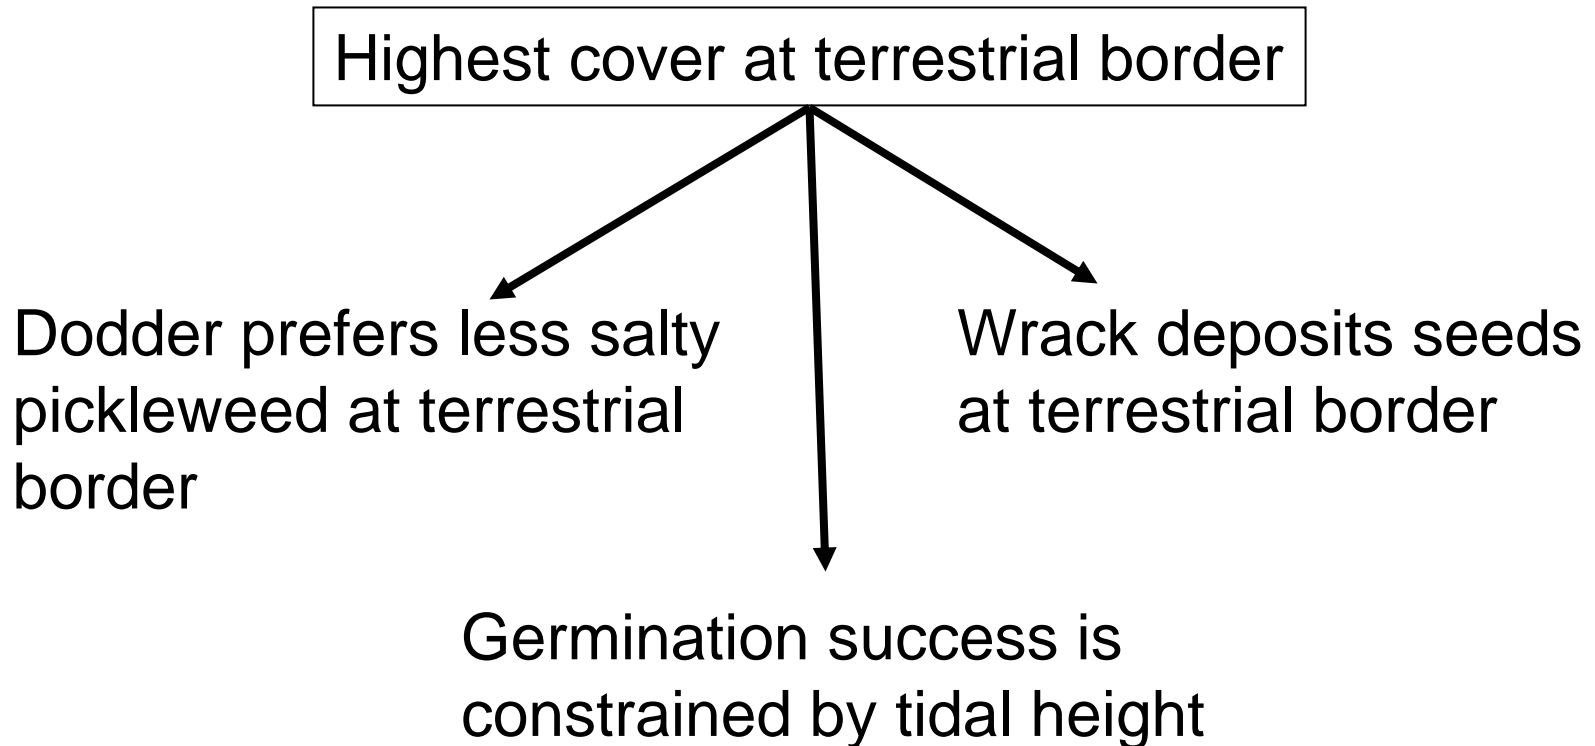 Highest cover at terrestrial border
Dodder prefers less salty
pickleweed at terrestrial
border
Wrack deposits seeds
at terrestrial border
Germination success is
constrained by tidal height